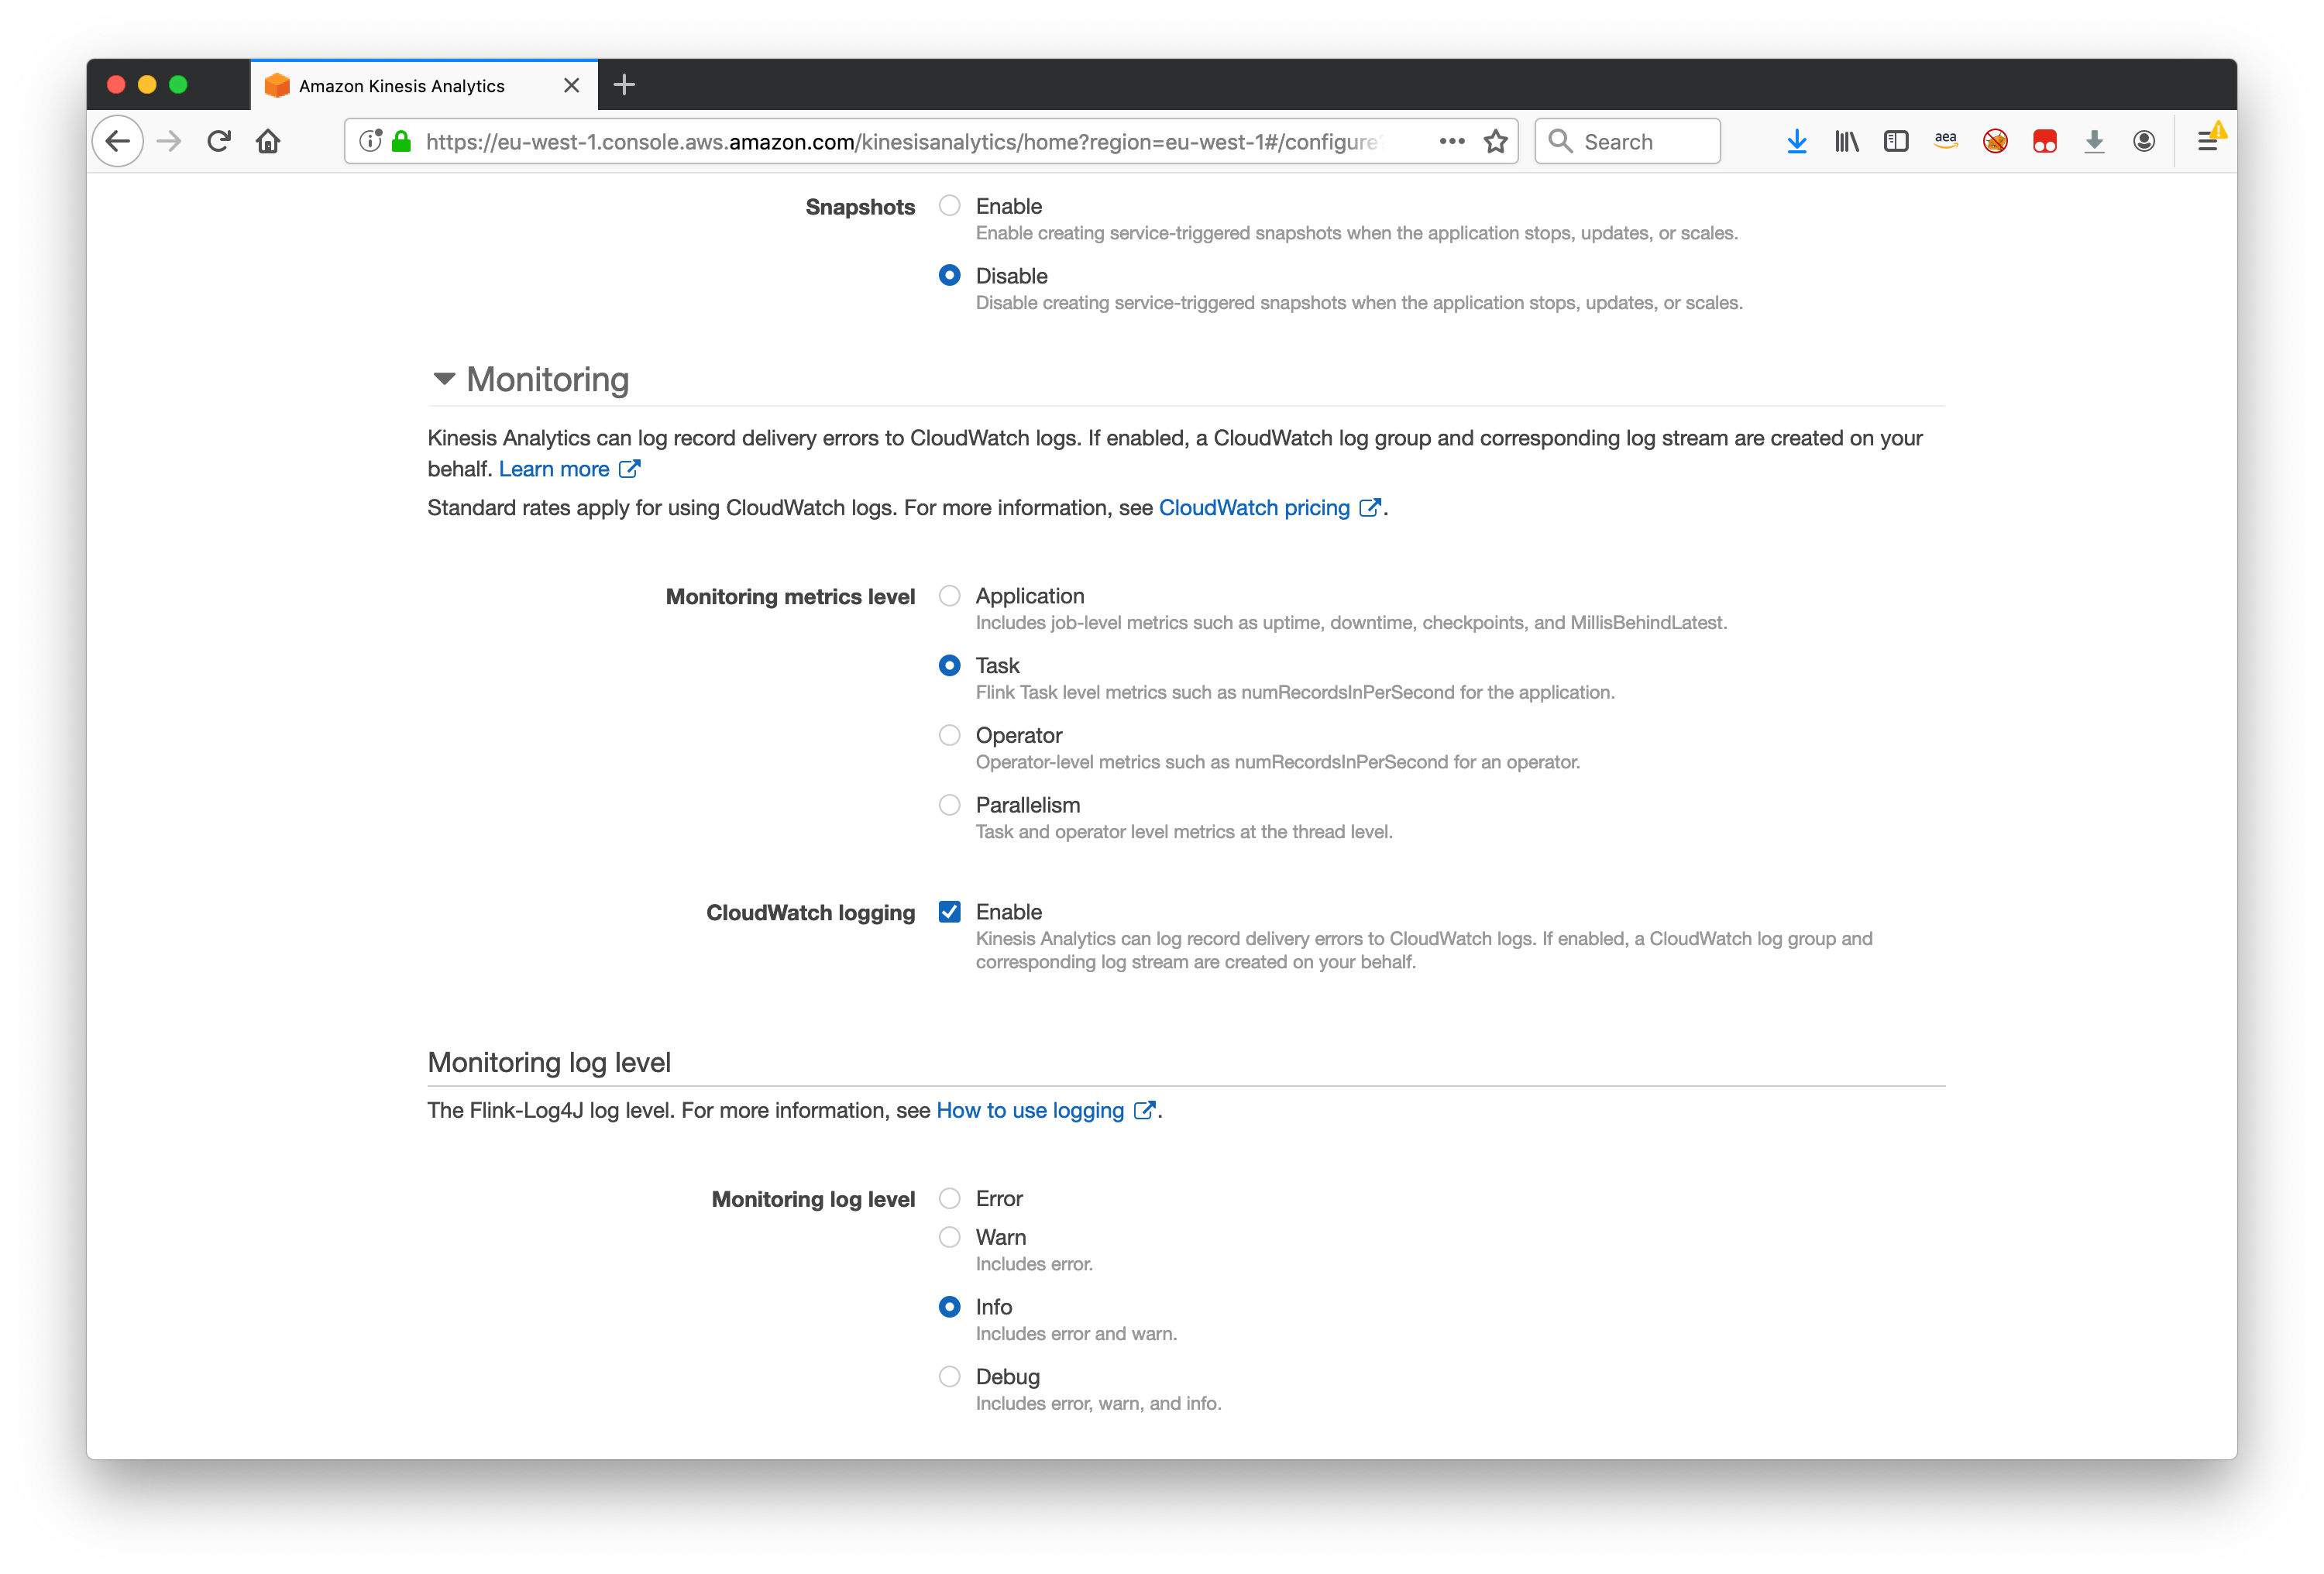 Amazon Kinesis Analytics
https://eu-west-1.console.aws.amazon.com/kinesisanalytics/home?region=eu-west-1#/configure
Search
aea
Snapshots
Enable
Enable creating service-triggered snapshots when the application stops, updates, or scales.
Disable
Disable creating service-triggered snapshots when the application stops, updates, or scales.
Monitoring
Kinesis Analytics can log record delivery errors to CloudWatch logs. If enabled, a CloudWatch log group and corresponding log stream are created on your
behalf. Learn more
Standard rates apply for using CloudWatch logs. For more information, see CloudWatch pricing .
Monitoring metrics level
Application
Includes job-level metrics such as uptime, downtime, checkpoints, and MillisBehindLatest.
Task
Flink Task level metrics such as numRecordsInPerSecond for the application.
Operator
Operator-level metrics such as numRecordsInPerSecond for an operator.
Parallelism
Task and operator level metrics at the thread level.
CloudWatch logging
Enable
Kinesis Analytics can log record delivery errors to CloudWatch logs. If enabled, a CloudWatch log group and
corresponding log stream are created on your behalf.
Monitoring log level
The Flink-Log4J log level. For more information, see How to use logging .
Monitoring log level
Error
Warn
Includes error.
Info
Includes error and warn.
Debug
Includes error, warn, and info.